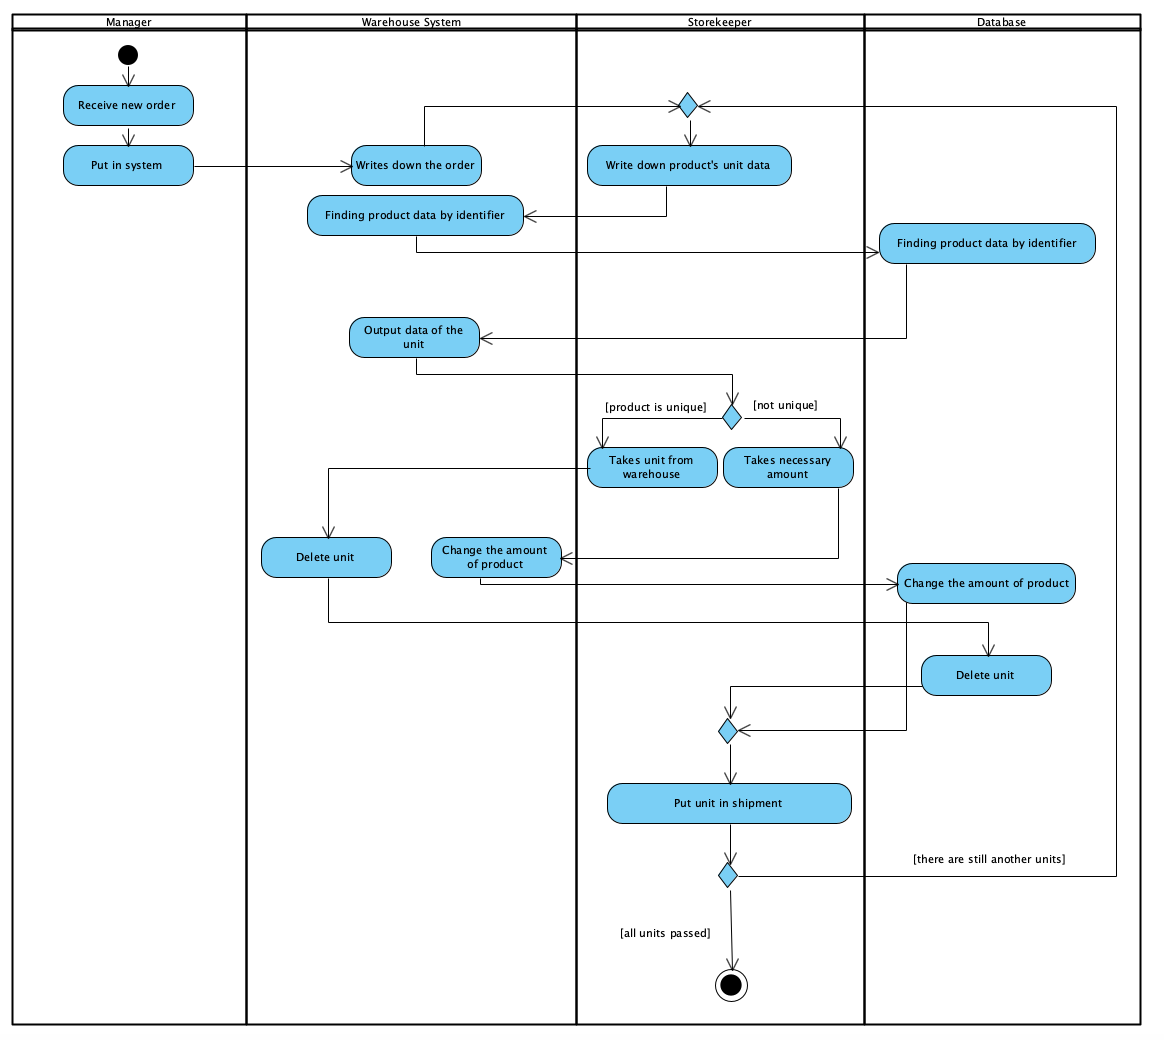 Manager
Warehouse System
Storekeeper
Database
Receive new order
Put in system
Writes down the order
Write down product's unit data
Finding product data by identifier
Finding product data by identifier
Output data of the
unit
[product is unique]
[not unique]
Takes unit from
warehouse
Takes necessary
amount
Delete unit
Change the amount
of product
Change the amount of product
Delete unit
Put unit in shipment
[there are still another units]
[all units passed]